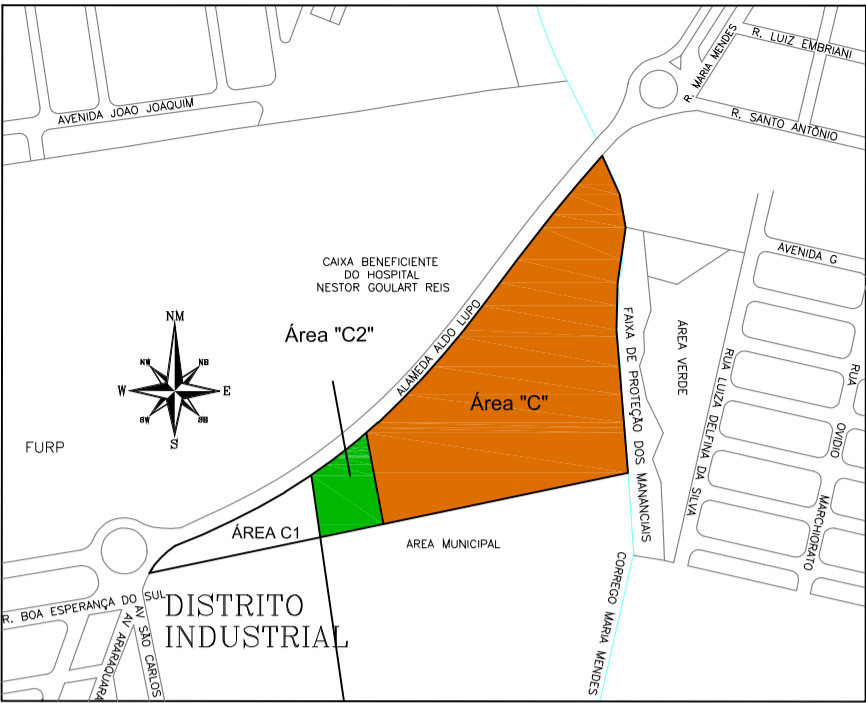 R. LUIZ EMBRIANI
R. MARIA MENDES
AVENIDA JOAO JOAQUIM
R. SANTO ANTÔNIO
AVENIDA G
CAIXA BENEFICIENTE
DO HOSPITAL
NESTOR GOULART REIS
Área "C2"
ALAMEDA ALDO LUPO
NM
NW
NB
W
E
SW
SB
S
Área "C"
FAIXA DE PROTEÇÃO DOS MANANCIAIS
ÁREA VERDE
RUA LUIZA DELFINA DA SILVA
RUA
OVIDIO
MARCHIORATO
FURP
ÁREA C1
AREA MUNICIPAL
CORREGO MARIA MENDES
R. BOA ESPERANÇA DO SUL
DISTRITO
INDUSTRIAL
AV SÃO CARLOS
AV ARARAQUARA